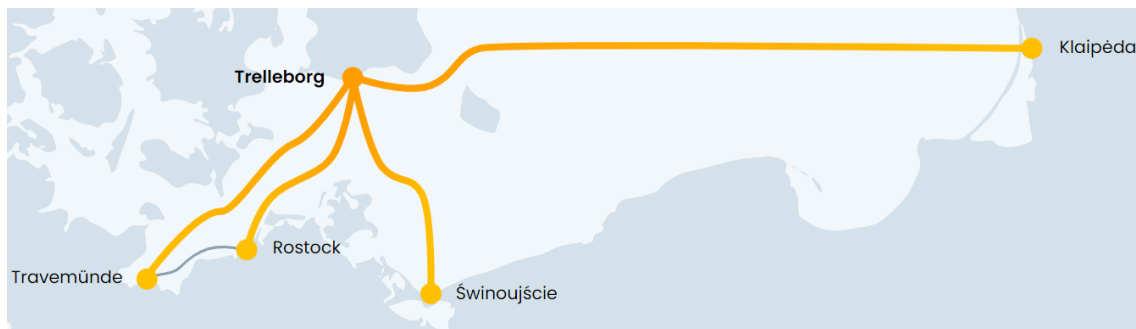 Klaipėda
Trelleborg
Rostock
Travemünde
Świnoujście